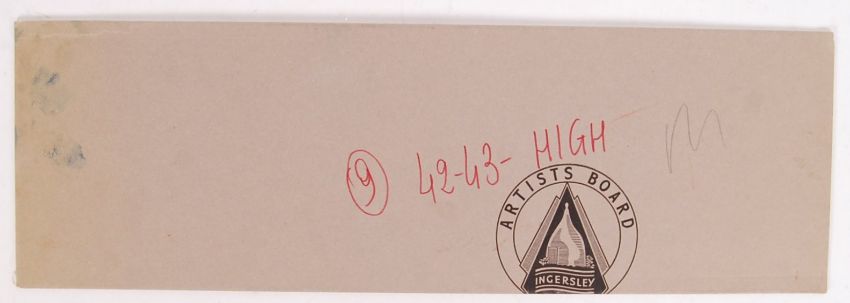 9 42-43- HIGH
ARTISTS BOARD
INGERSLEY